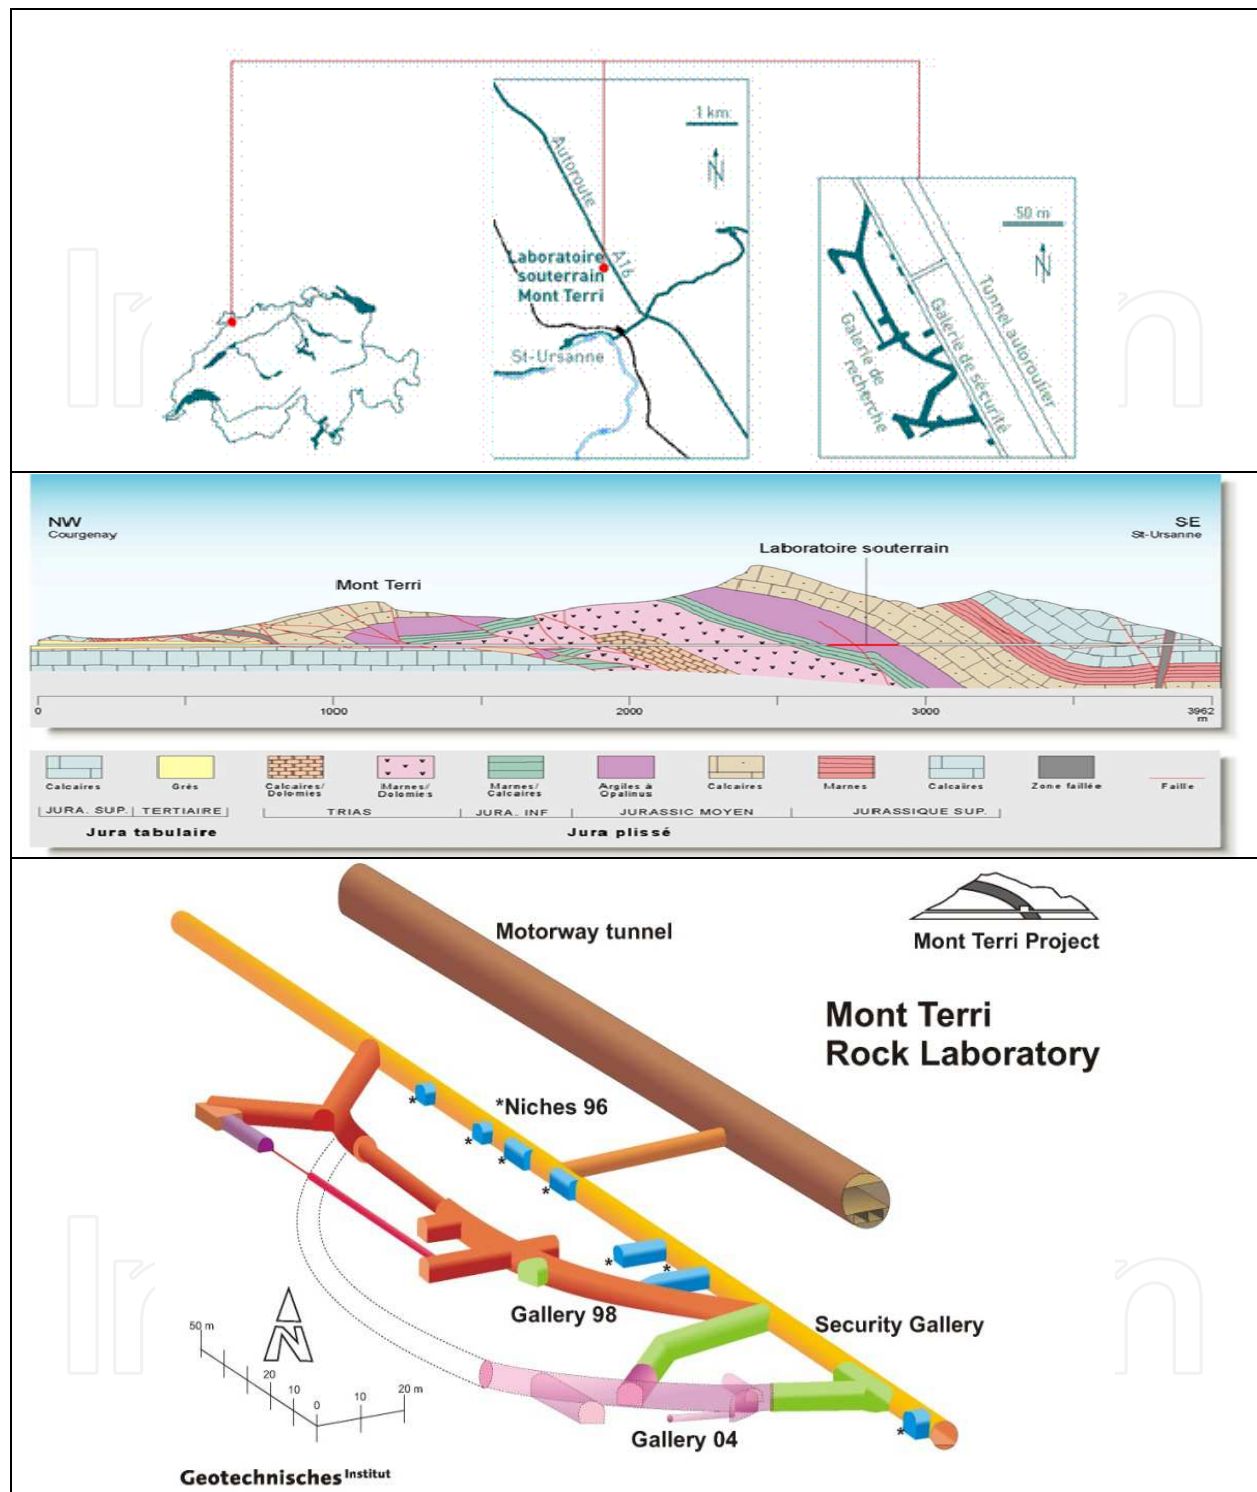 1 km
N
Autoroute
A16
Laboratoire
souterrain
Mont Terri
St-Ursanne
50 m
N
Tunnel autoroutier
Galerie de sécurité
Galerie de
recherche
NW
Courgenay
SE
St-Ursanne
Laboratoire souterrain
Mont Terri
0 1000 2000 3000 3962
m
Calcaires Grés Calcaires/ Marnes/ Marnes/ Argiles à Calcaires Marnes Calcaires Zone faillée Faille
Dolomies Dolomies Calcaires Opalinus
JURA. SUP. TERTIAIRE TRIAS JURA. INF JURASSIC MOYEN JURASSIQUE SUP.
Jura tabulaire Jura plissé
Motorway tunnel
Mont Terri Project
Mont Terri
Rock Laboratory
*Niches 96
*
*
*
*
*
*
*
Gallery 98
Security Gallery
Gallery 04
N
50 m
20
10
0
10
20 m
Geotechnisches Institut